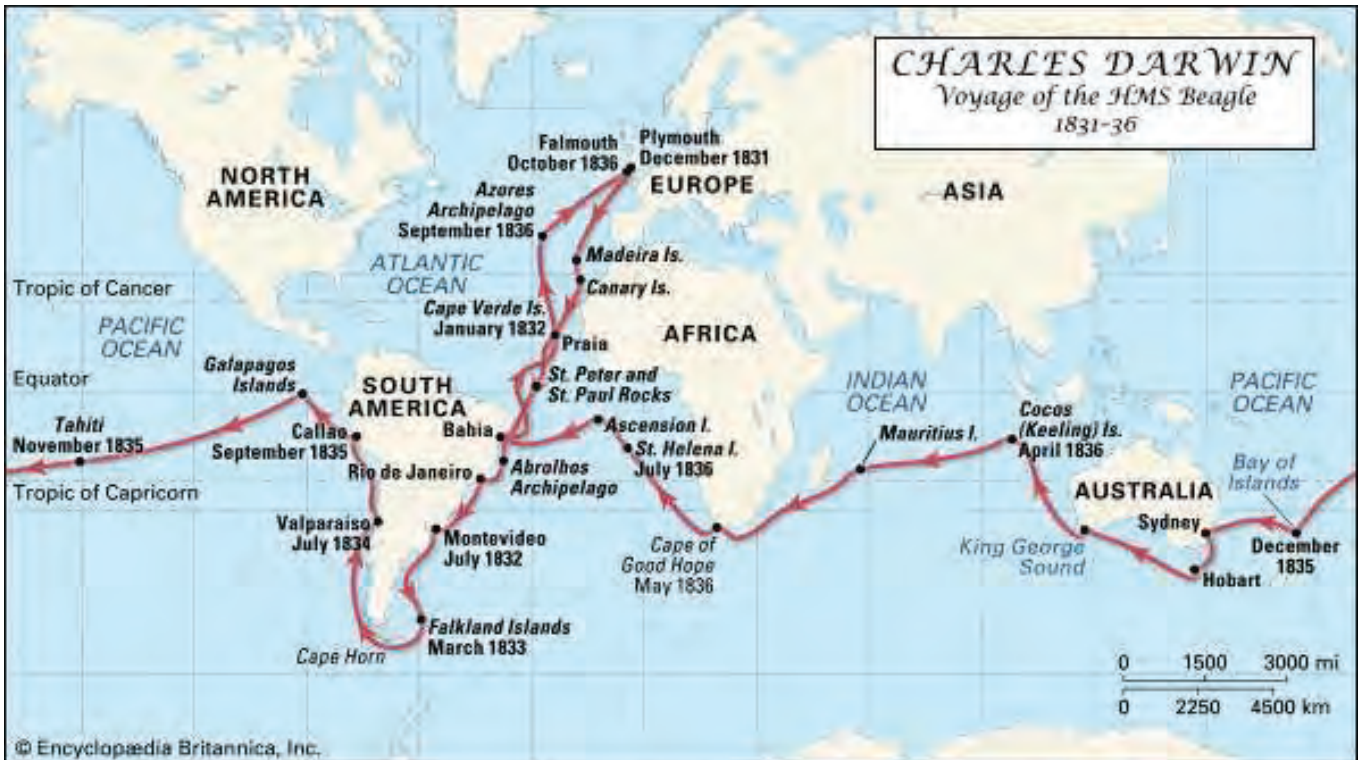 CHARLES DARWIN
Voyage of the HMS Beagle
1831-36
Falmouth
October 1836
Plymouth
December 1831
NORTH
AMERICA
EUROPE
ASIA
Azores
Archipelago
September 1836
ATLANTIC
OCEAN
Madeira Is.
Canary Is.
Tropic of Cancer
Cape Verde Is.
January 1832
PACIFIC
OCEAN
Praia
AFRICA
Galapagos
Islands
Equator
SOUTH
AMERICA
St. Peter and
St. Paul Rocks
INDIAN
OCEAN
PACIFIC
OCEAN
Tahiti
November 1835
Callao
September 1835
Bahia
Ascension I.
Mauritius I.
Cocos
(Keeling) Is.
April 1836
St. Helena I.
July 1836
Rio de Janeiro
Abrolhos
Archipelago
Bay of
Islands
Tropic of Capricorn
AUSTRALIA
Valparaiso
July 1834
Montevideo
July 1832
Cape of
Good Hope
May 1836
King George
Sound
Sydney
December
1835
Hobart
Falkland Islands
March 1833
Cape Horn
0 1500 3000 mi
0 2250 4500 km
© Encyclopædia Britannica, Inc.